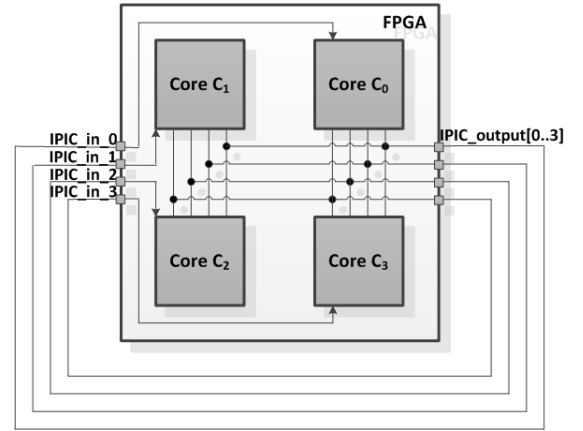 FPGA
Core C₁
Core C₀
IPIC_in_0
IPIC_output[0..3]
IPIC_in_1
IPIC_in_2
IPIC_in_3
Core C₂
Core C₃